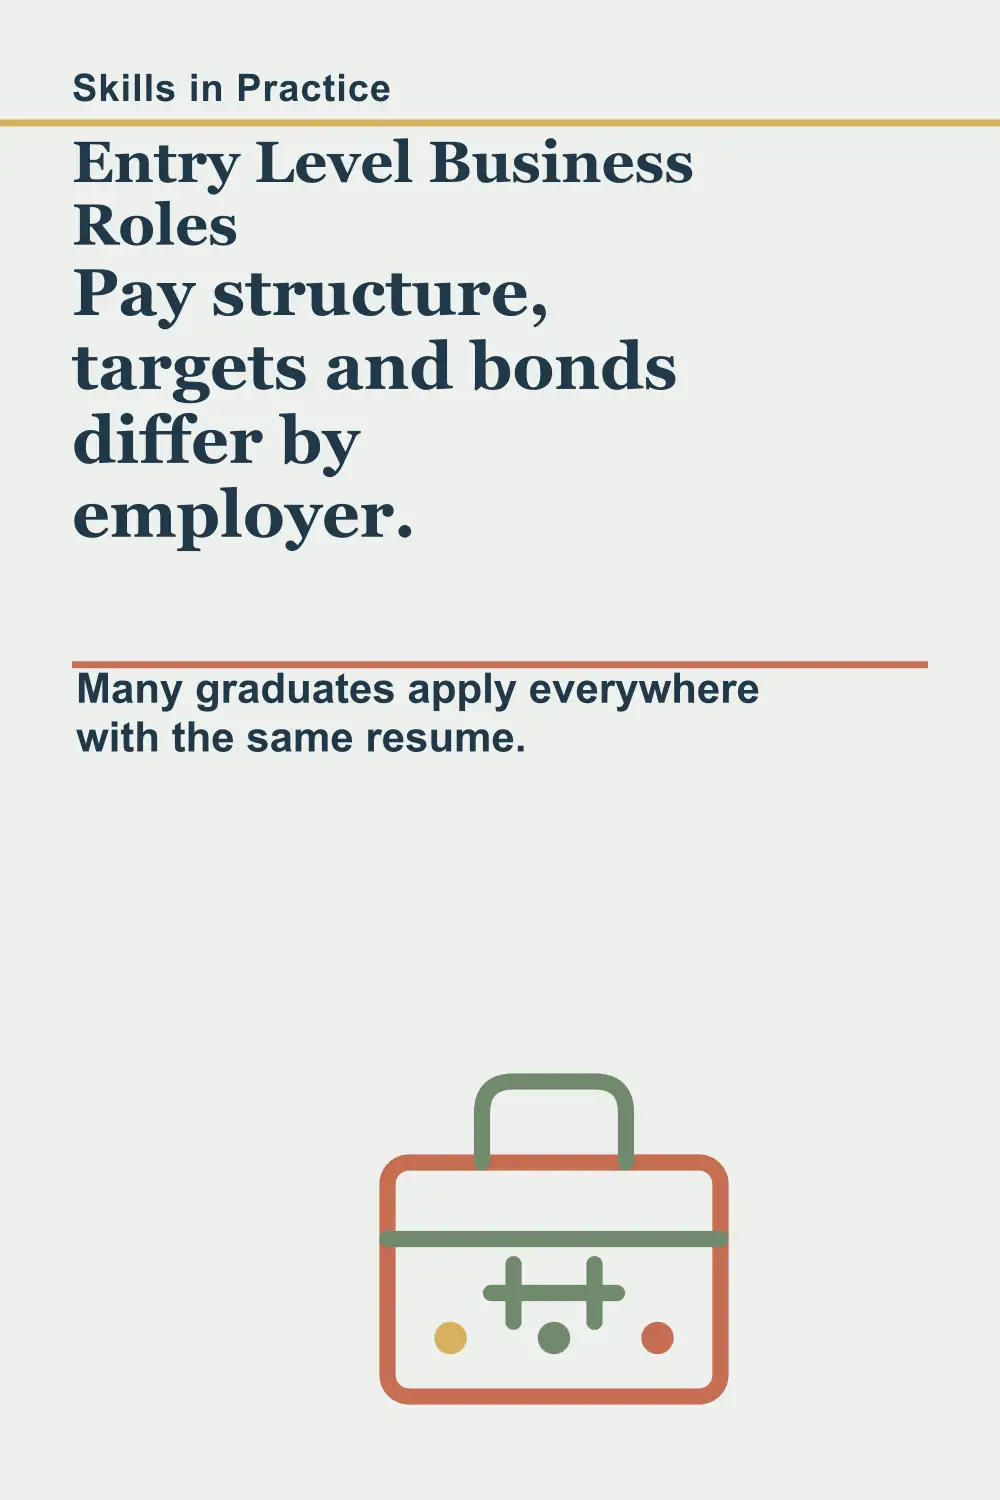 Skills in Practice
Entry Level Business
Roles
Pay structure,
targets and bonds
differ by
employer.
Many graduates apply everywhere
with the same resume.